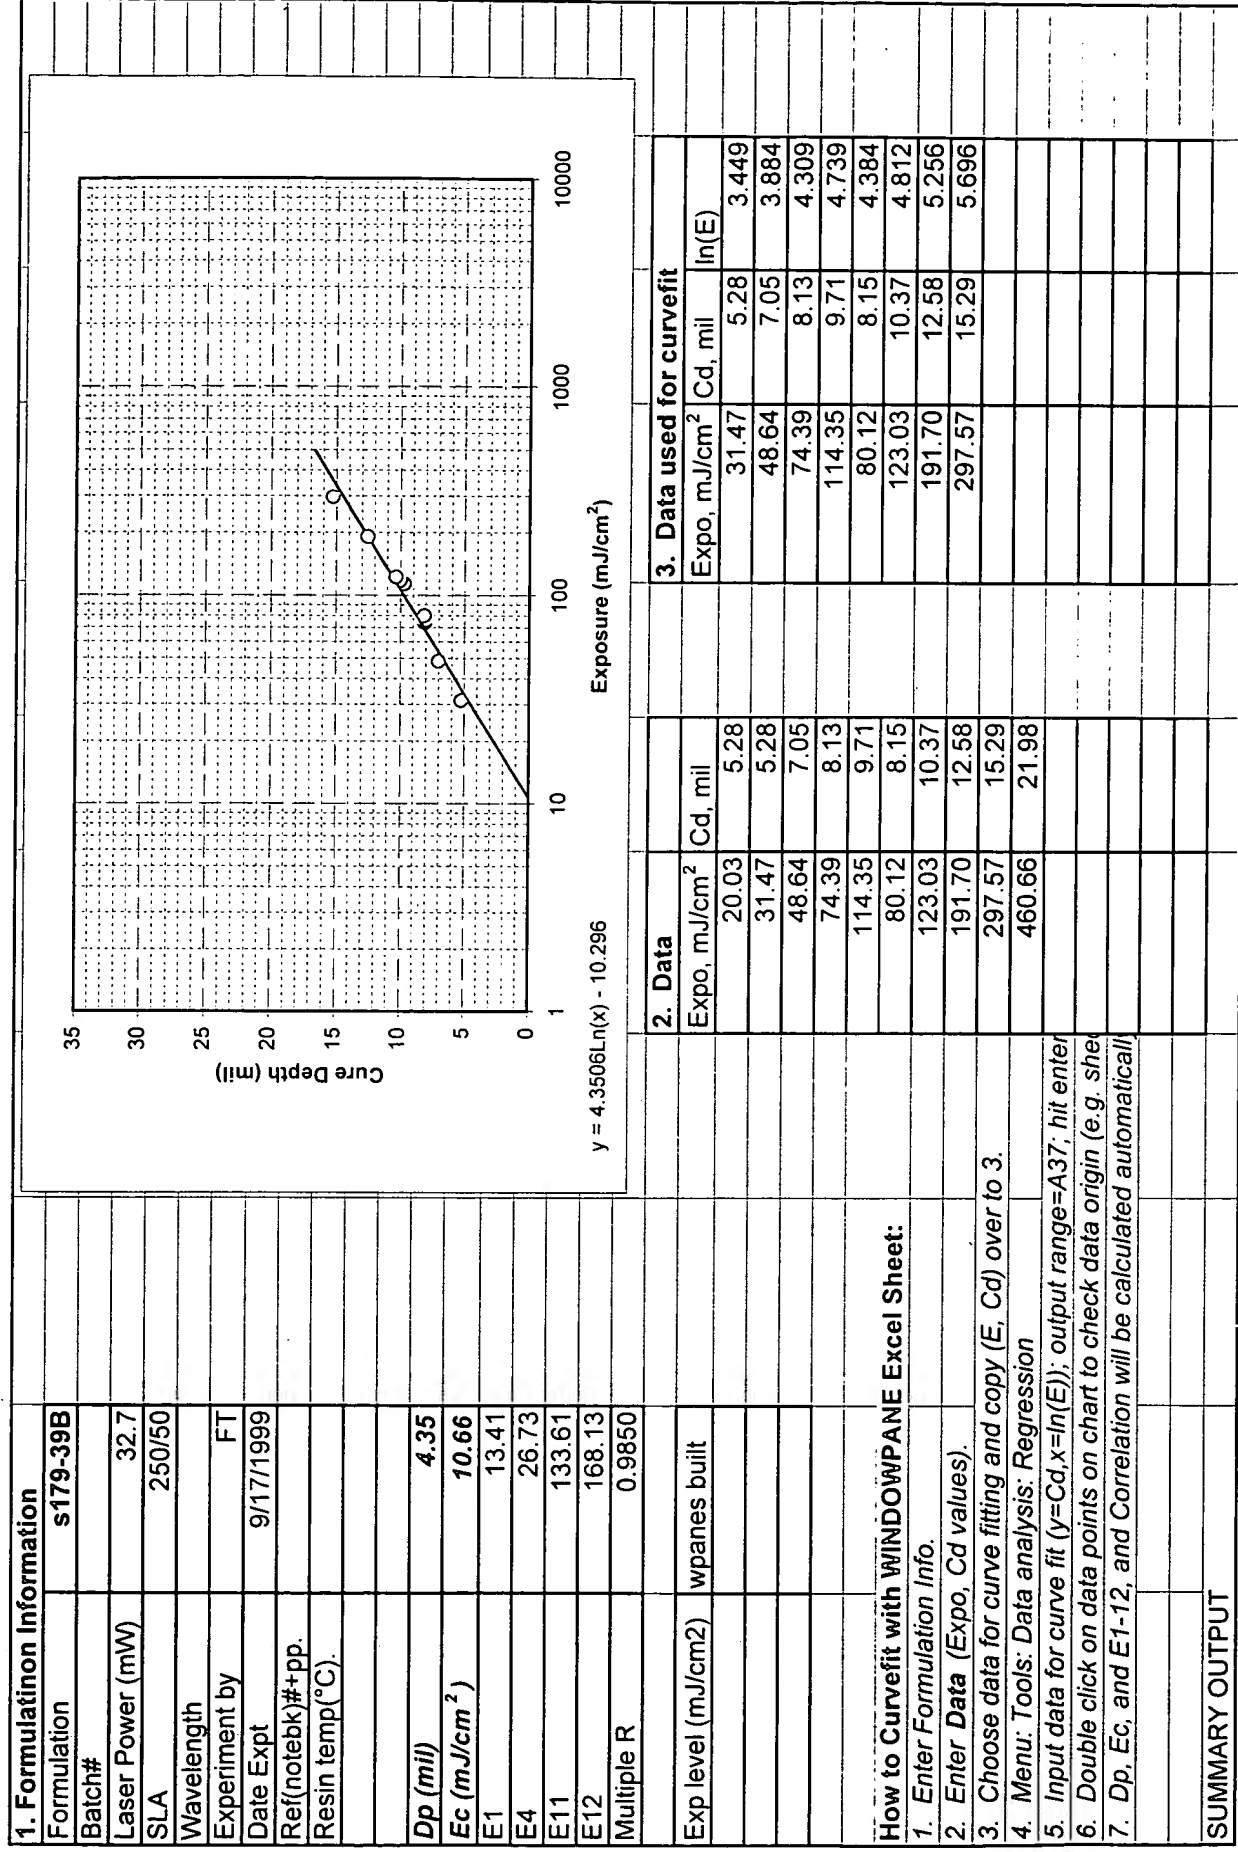 1. Formulation Information
Formulation s179-39B
Batch#
Laser Power (mW) 32.7
SLA 250/50
Wavelength
Experiment by FT
Date Expt 9/17/1999
Ref(notebk)#+pp.
Resin temp(°C).
Dp (mil) 4.35
Ec (mJ/cm²) 10.66
E1 13.41
E4 26.73
E11 133.61
E12 168.13
Multiple R 0.9850
Exp level (mJ/cm2) wpanes built
How to Curvefit with WINDOWPANE Excel Sheet:
1. Enter Formulation Info.
2. Enter Data (Expo, Cd values).
3. Choose data for curve fitting and copy (E, Cd) over to 3.
4. Menu: Tools: Data analysis: Regression
5. Input data for curve fit (y=Cd,x=ln(E)); output range=A37; hit enter
6. Double click on data points on chart to check data origin (e.g. shee
7. Dp, Ec, and E1-12, and Correlation will be calculated automatically
SUMMARY OUTPUT
35
30
25
20
15
10
5
0
Cure Depth (mil)
1 10 100 1000 10000
Exposure (mJ/cm²)
y = 4.3506Ln(x) - 10.296
2. Data
Expo, mJ/cm² Cd, mil
20.03 5.28
31.47 5.28
48.64 7.05
74.39 8.13
114.35 9.71
80.12 8.15
123.03 10.37
191.70 12.58
297.57 15.29
460.66 21.98
3. Data used for curvefit
Expo, mJ/cm² Cd, mil ln(E)
31.47 5.28 3.449
48.64 7.05 3.884
74.39 8.13 4.309
114.35 9.71 4.739
80.12 8.15 4.384
123.03 10.37 4.812
191.70 12.58 5.256
297.57 15.29 5.696